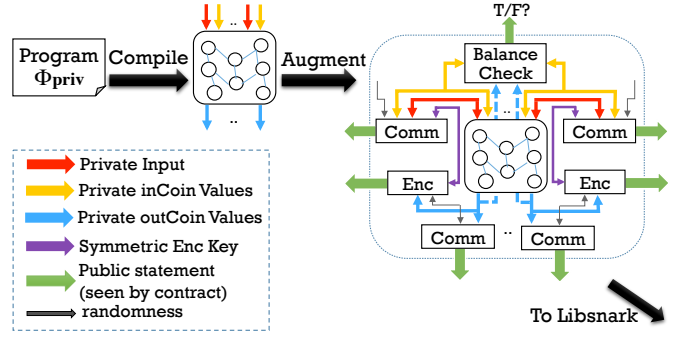 T/F?
Program
Φpriv
Compile
Augment
..
..
Balance
Check
..
Comm
Comm
Enc
Enc
Comm
..
Comm
Private Input
Private inCoin Values
Private outCoin Values
Symmetric Enc Key
Public statement
(seen by contract)
randomness
To Libsnark